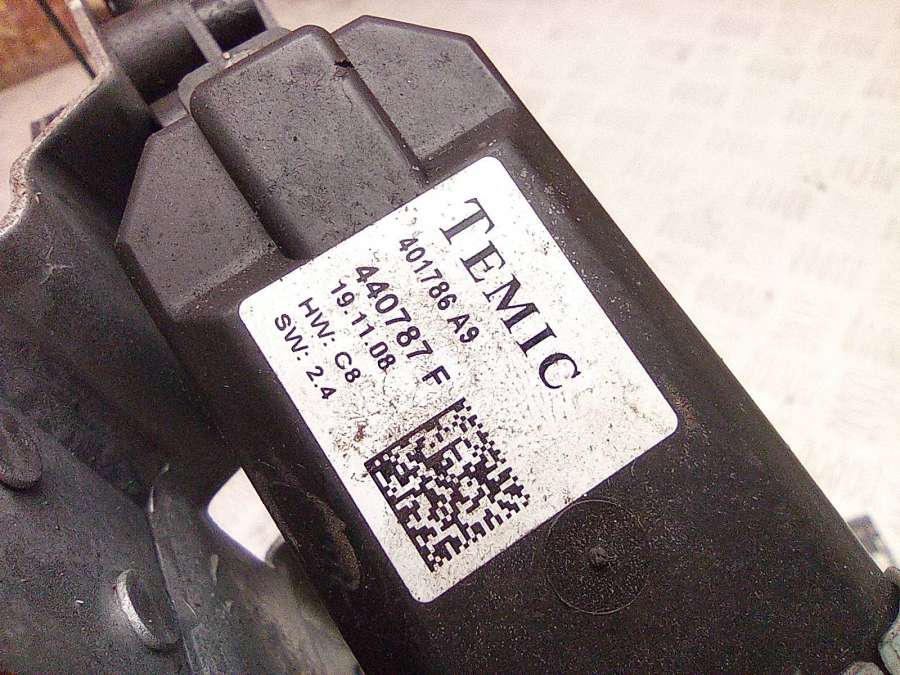 TEMIC
401786 A9
440787 F
19.11.08
HW: C8
SW: 2.4